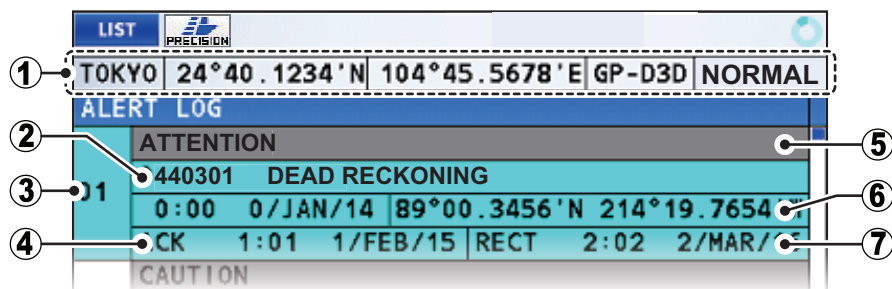 LIST PRECISION
1 TOKYO 24°40.1234'N 104°45.5678'E GP-D3D NORMAL
ALERT LOG
ATTENTION 5
2 440301 DEAD RECKONING
3
0:00 0/JAN/14 89°00.3456'N 214°19.7654' 6
4 1:01 1/FEB/15 RECT 2:02 7
CAUTION